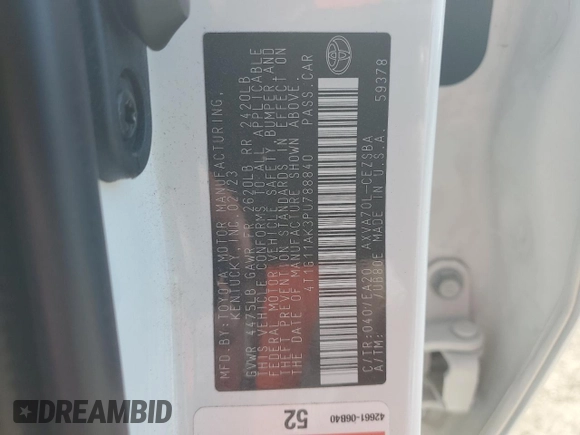 MFD.BY:TOYOTA MOTOR MANUFACTURING,
KENTUCKY,INC. 02/23
GVWR 4475LB GAWR FR 2620LB RR 2420LB
THIS VEHICLE CONFORMS TO ALL APPLICABLE
FEDERAL MOTOR VEHICLE SAFETY, BUMPER,AND
THEFT PREVENTION STANDARDS IN EFFECT ON
THE DATE OF MANUFACTURE SHOWN ABOVE.
4T1G11AK3PU788840 PASS.CAR
C/TR:040/EA20 AXVA70L-CEZSBA
A/TM: /UB80E MADE IN U.S.A. 59378
42661-06B40
52
DREAMBID